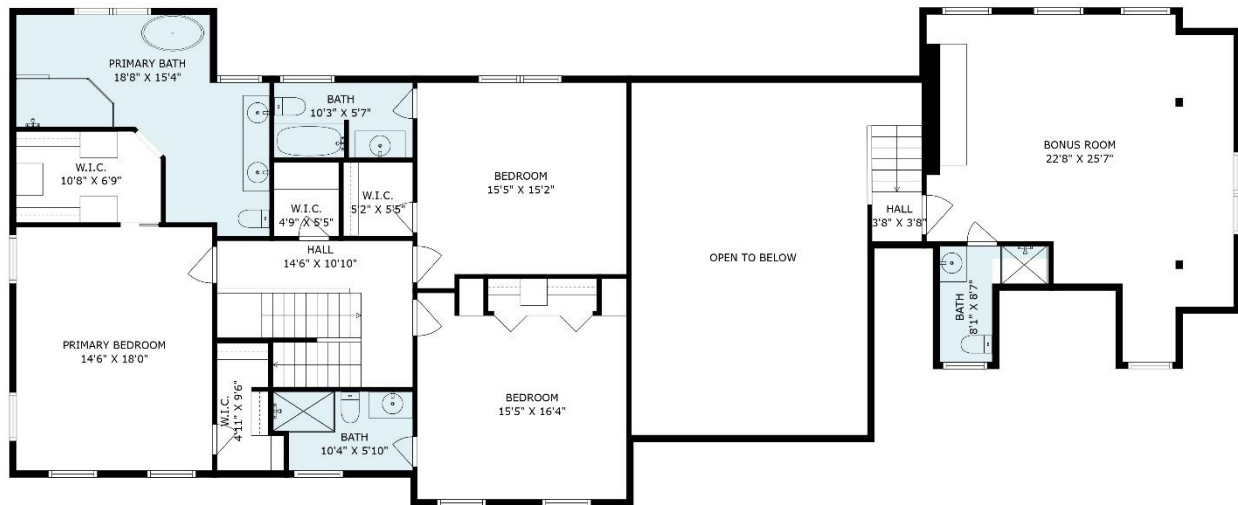 PRIMARY BATH
18'8" X 15'4"
BATH
10'3" X 5'7"
W.I.C.
10'8" X 6'9"
W.I.C.
4'9" X 5'5"
W.I.C.
5'2" X 5'5"
BEDROOM
15'5" X 15'2"
HALL
14'6" X 10'10"
OPEN TO BELOW
HALL
3'8" X 3'8"
BONUS ROOM
22'8" X 25'7"
BATH
8'1" X 8'7"
PRIMARY BEDROOM
14'6" X 18'0"
W.I.C.
4'11" X 9'6"
BATH
10'4" X 5'10"
BEDROOM
15'5" X 16'4"